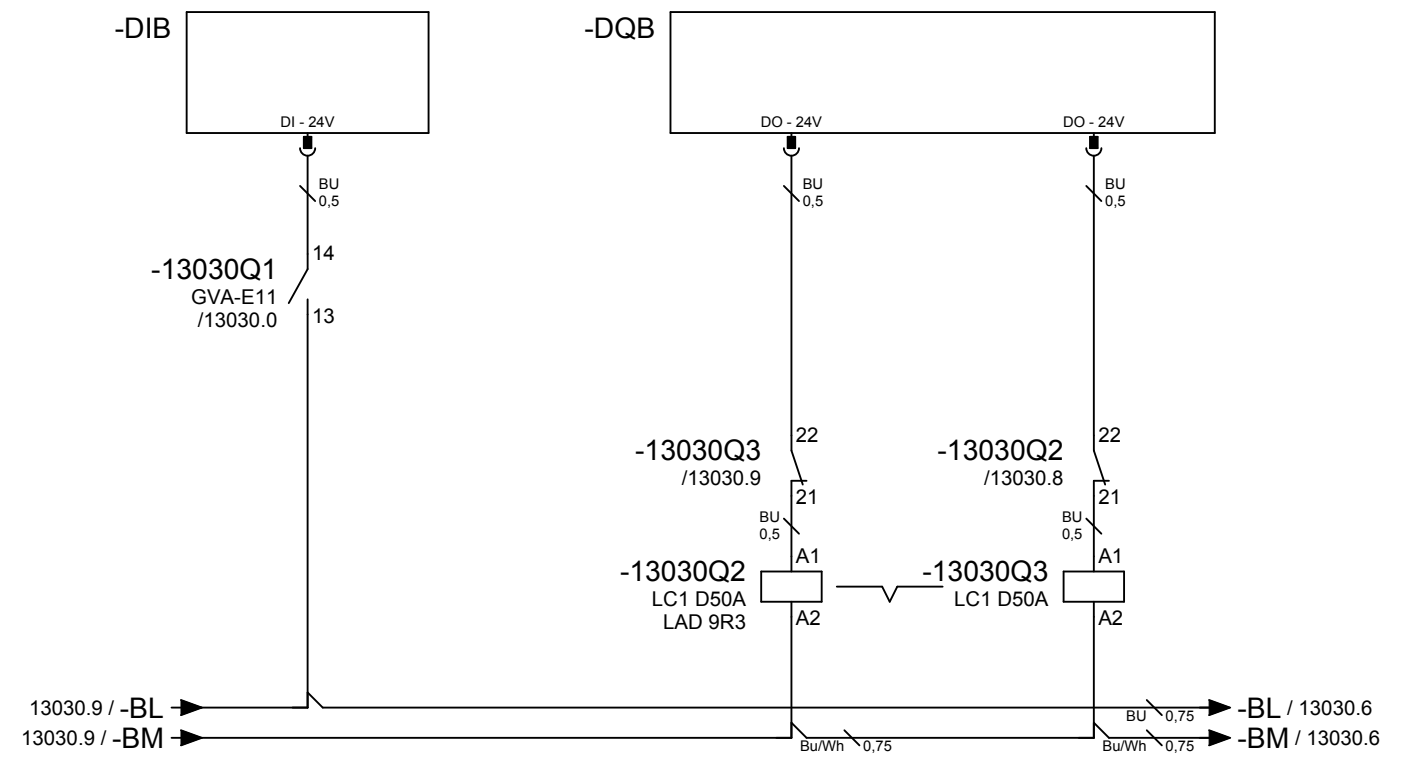 -DIB
-DQB
DI - 24V
DO - 24V
DO - 24V
BU
0,5
BU
0,5
BU
0,5
14
-13030Q1
GVA-E11
/13030.0
13
22
-13030Q3
/13030.9
21
22
-13030Q2
/13030.8
21
BU
0,5
BU
0,5
A1
-13030Q2
LC1 D50A
LAD 9R3
A2
A1
-13030Q3
LC1 D50A
A2
13030.9 / -BL
BU 0,75
-BL / 13030.6
13030.9 / -BM
Bu/Wh 0,75
Bu/Wh 0,75
-BM / 13030.6